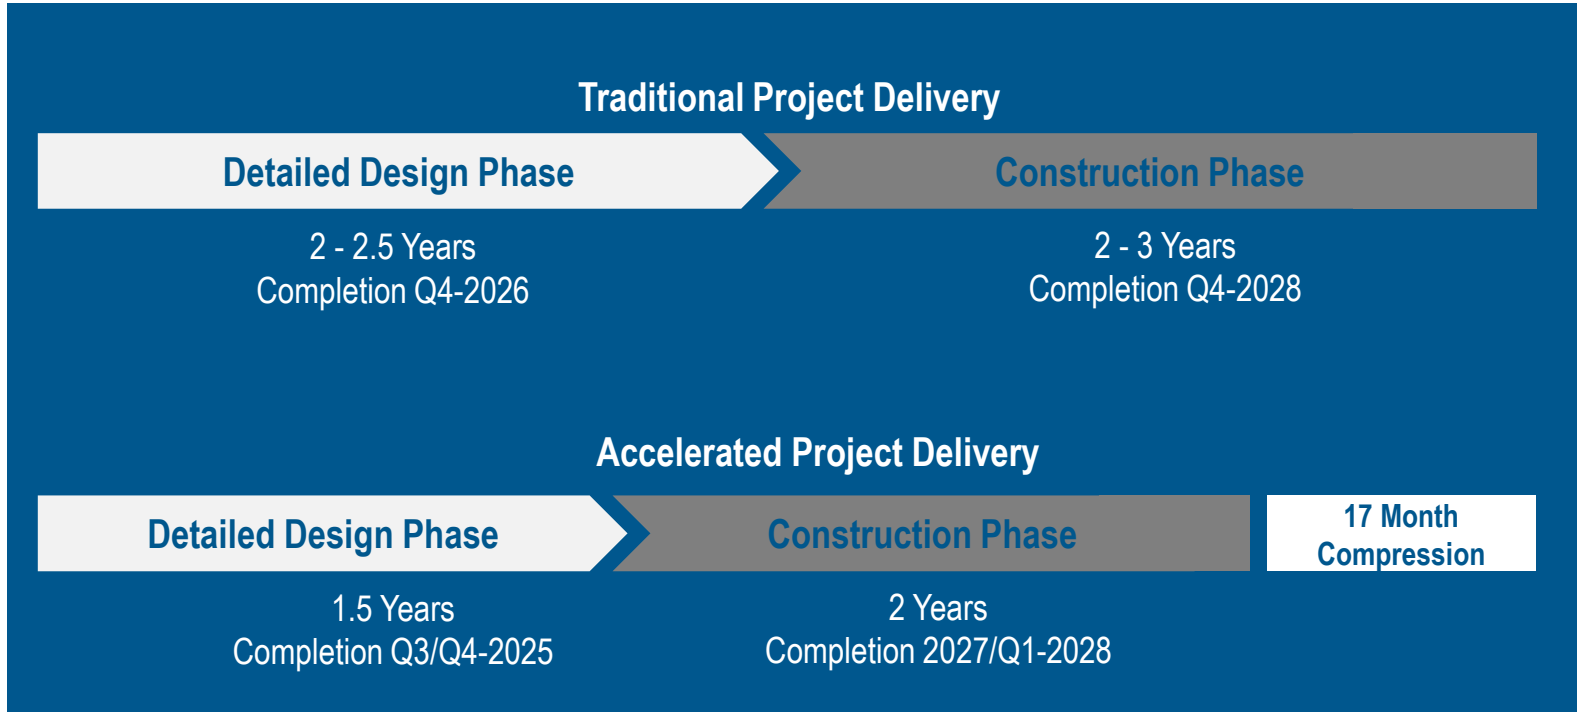 Traditional Project Delivery
Detailed Design Phase
Construction Phase
2 - 2.5 Years
Completion Q4-2026
2 - 3 Years
Completion Q4-2028
Accelerated Project Delivery
Detailed Design Phase
Construction Phase
17 Month
Compression
1.5 Years
Completion Q3/Q4-2025
2 Years
Completion 2027/Q1-2028